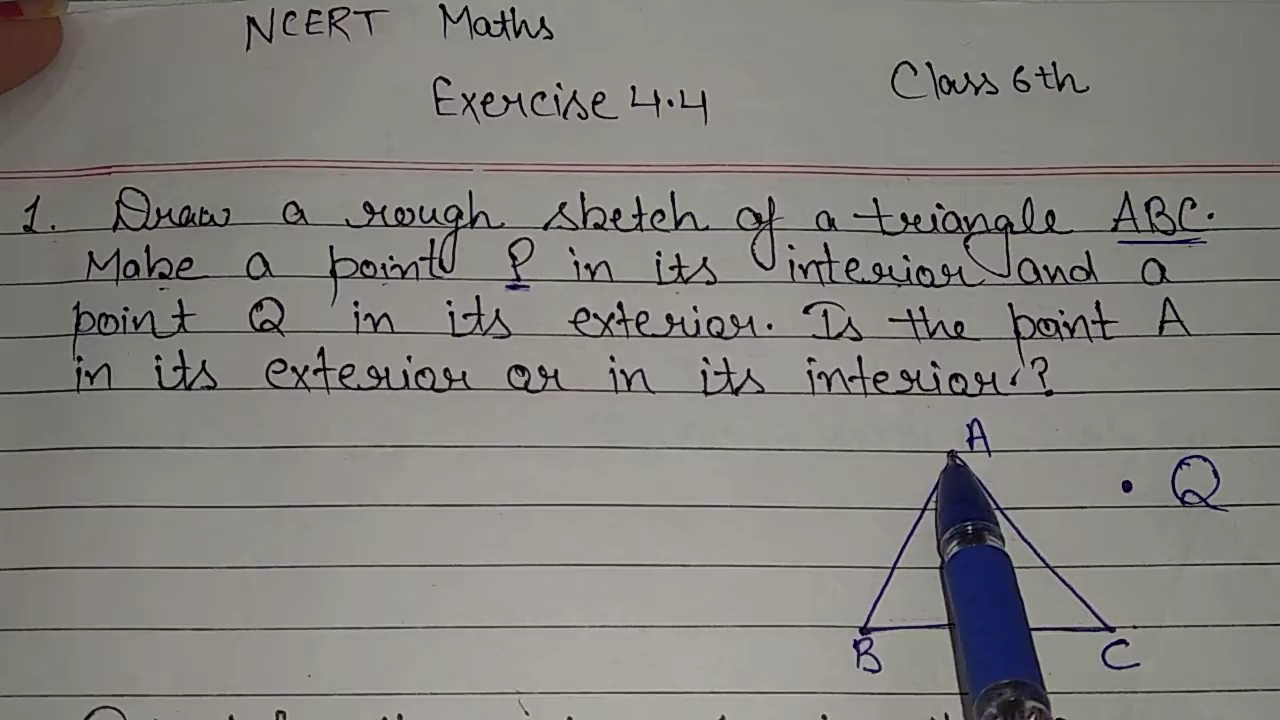 NCERT Maths
Exercise 4.4
Class 6th
1. Draw a rough sketch of a triangle ABC.
Make a point P in its interior and a
point Q in its exterior. Is the point A
in its exterior or in its interior?
A
Q
B
C